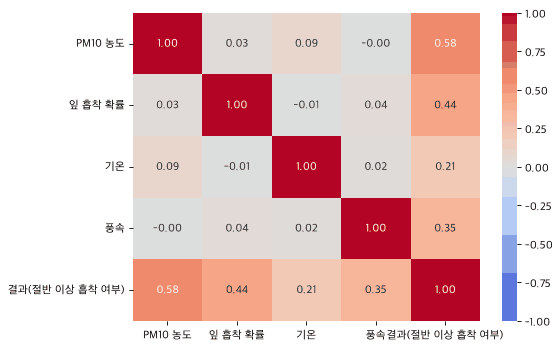 PM10 농도 1.00 0.03 0.09 -0.00 0.58
잎 흡착 확률 0.03 1.00 -0.01 0.04 0.44
기온 0.09 -0.01 1.00 0.02 0.21
풍속 -0.00 0.04 0.02 1.00 0.35
결과(절반 이상 흡착 여부) 0.58 0.44 0.21 0.35 1.00
PM10 농도 잎 흡착 확률 기온 풍속 결과(절반 이상 흡착 여부)
1.00
0.75
0.50
0.25
0.00
-0.25
-0.50
-0.75
-1.00